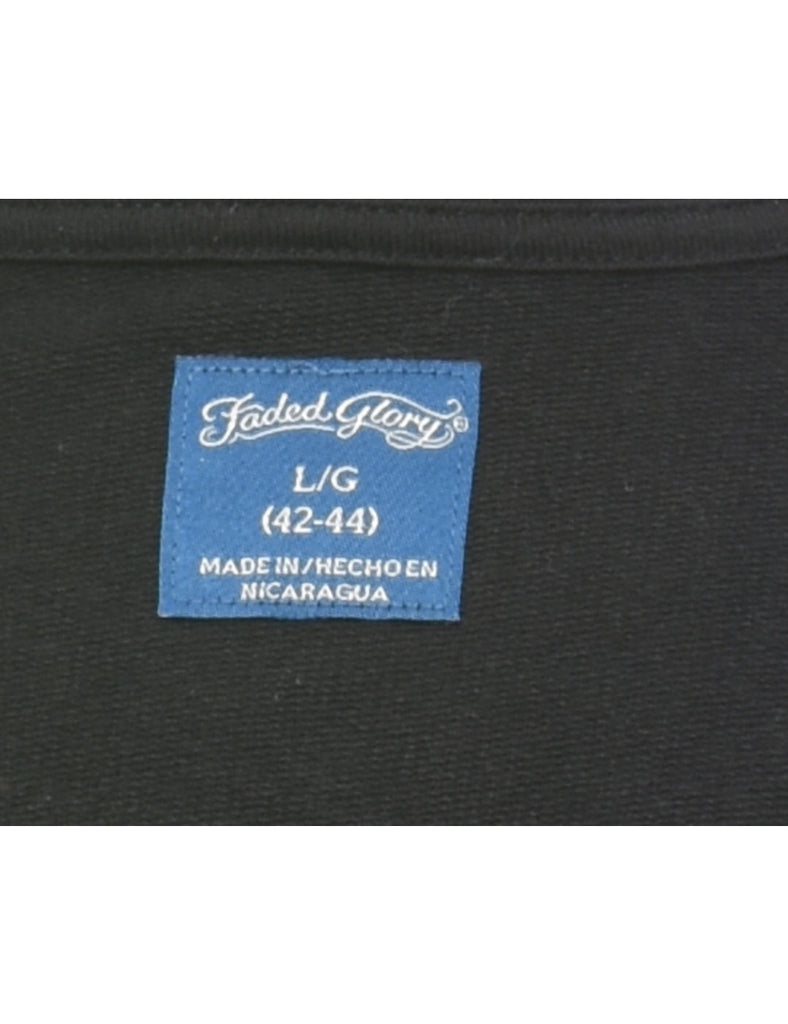 Faded Glory®
L/G
(42-44)
MADE IN/HECHO EN
NICARAGUA